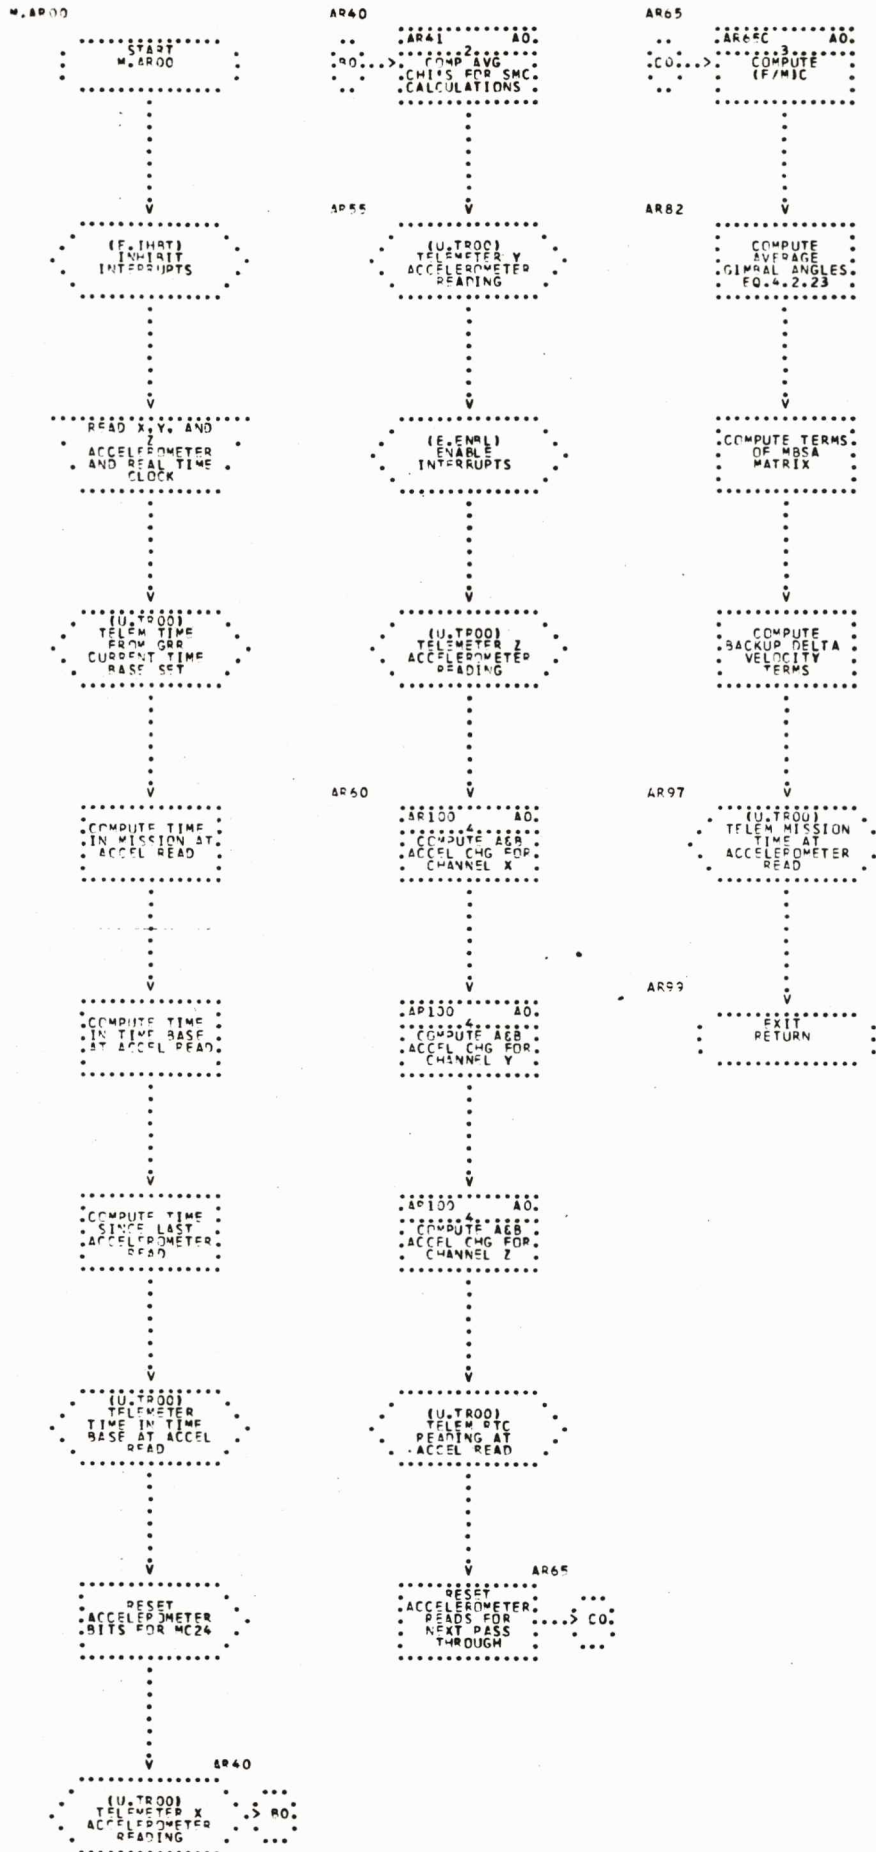 M.AR00
START
M.AR00
(E.IHBT)
INHIBIT
INTERRUPTS
READ X,Y, AND
Z
ACCELEROMETER
AND REAL TIME
CLOCK
(U.TR00)
TELEM TIME
FROM GRR
CURRENT TIME
BASE SET
COMPUTE TIME
IN MISSION AT
ACCEL READ
COMPUTE TIME
IN TIME BASE
AT ACCEL READ
COMPUTE TIME
SINCE LAST
ACCELEROMETER
READ
(U.TR00)
TELEMETER
TIME IN TIME
BASE AT ACCEL
READ
RESET
ACCELEROMETER
BITS FOR MC24
AR40
(U.TR00)
TELEMETER X
ACCELEROMETER
READING
B0
AR40
AR41 A0
B0 2
COMP AVG
CHI'S FOR SMC
CALCULATIONS
AR55
(U.TR00)
TELEMETER Y
ACCELEROMETER
READING
(E.ENBL)
ENABLE
INTERRUPTS
(U.TR00)
TELEMETER Z
ACCELEROMETER
READING
AR60
AR100 A0
4
COMPUTE A&B
ACCEL CHG FOR
CHANNEL X
AR100 A0
4
COMPUTE A&B
ACCEL CHG FOR
CHANNEL Y
AR100 A0
4
COMPUTE A&B
ACCEL CHG FOR
CHANNEL Z
(U.TR00)
TELEM RTC
READING AT
ACCEL READ
AR65
RESET
ACCELEROMETER
READS FOR
NEXT PASS
THROUGH
C0
AR65
AR65C A0
C0 3
COMPUTE
(F/M)C
AR82
COMPUTE
AVERAGE
GIMBAL ANGLES
EQ.4.2.23
COMPUTE TERMS
OF MBSA
MATRIX
COMPUTE
BACKUP DELTA
VELOCITY
TERMS
AR97
(U.TR00)
TELEM MISSION
TIME AT
ACCELEROMETER
READ
AR99
EXIT
RETURN